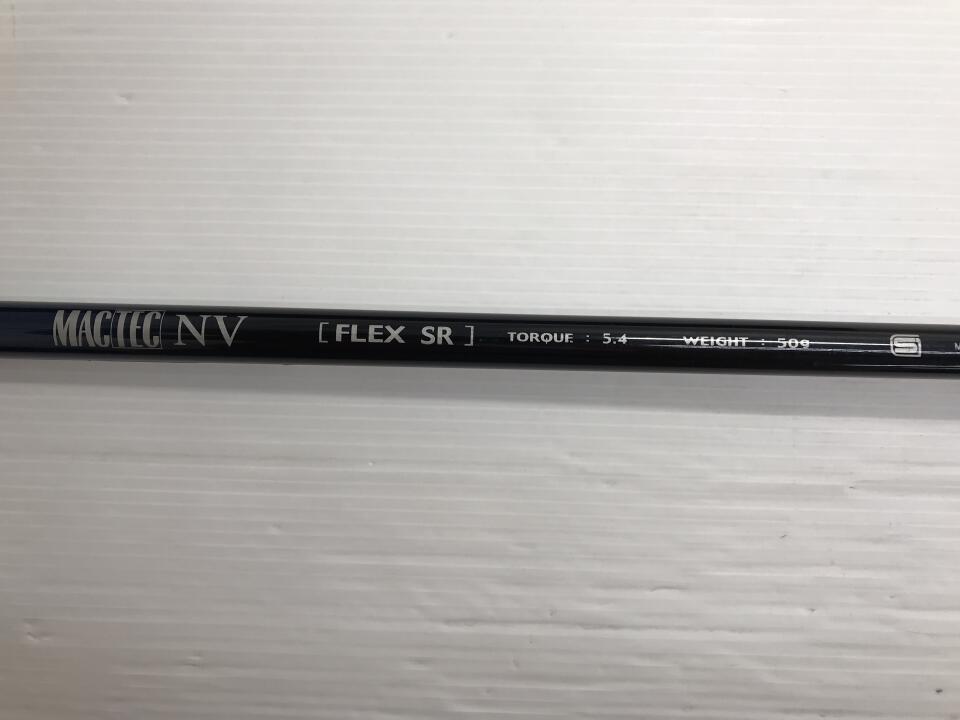 MACTEC NV [ FLEX SR ] TORQUE : 5.4 WEIGHT : 50g